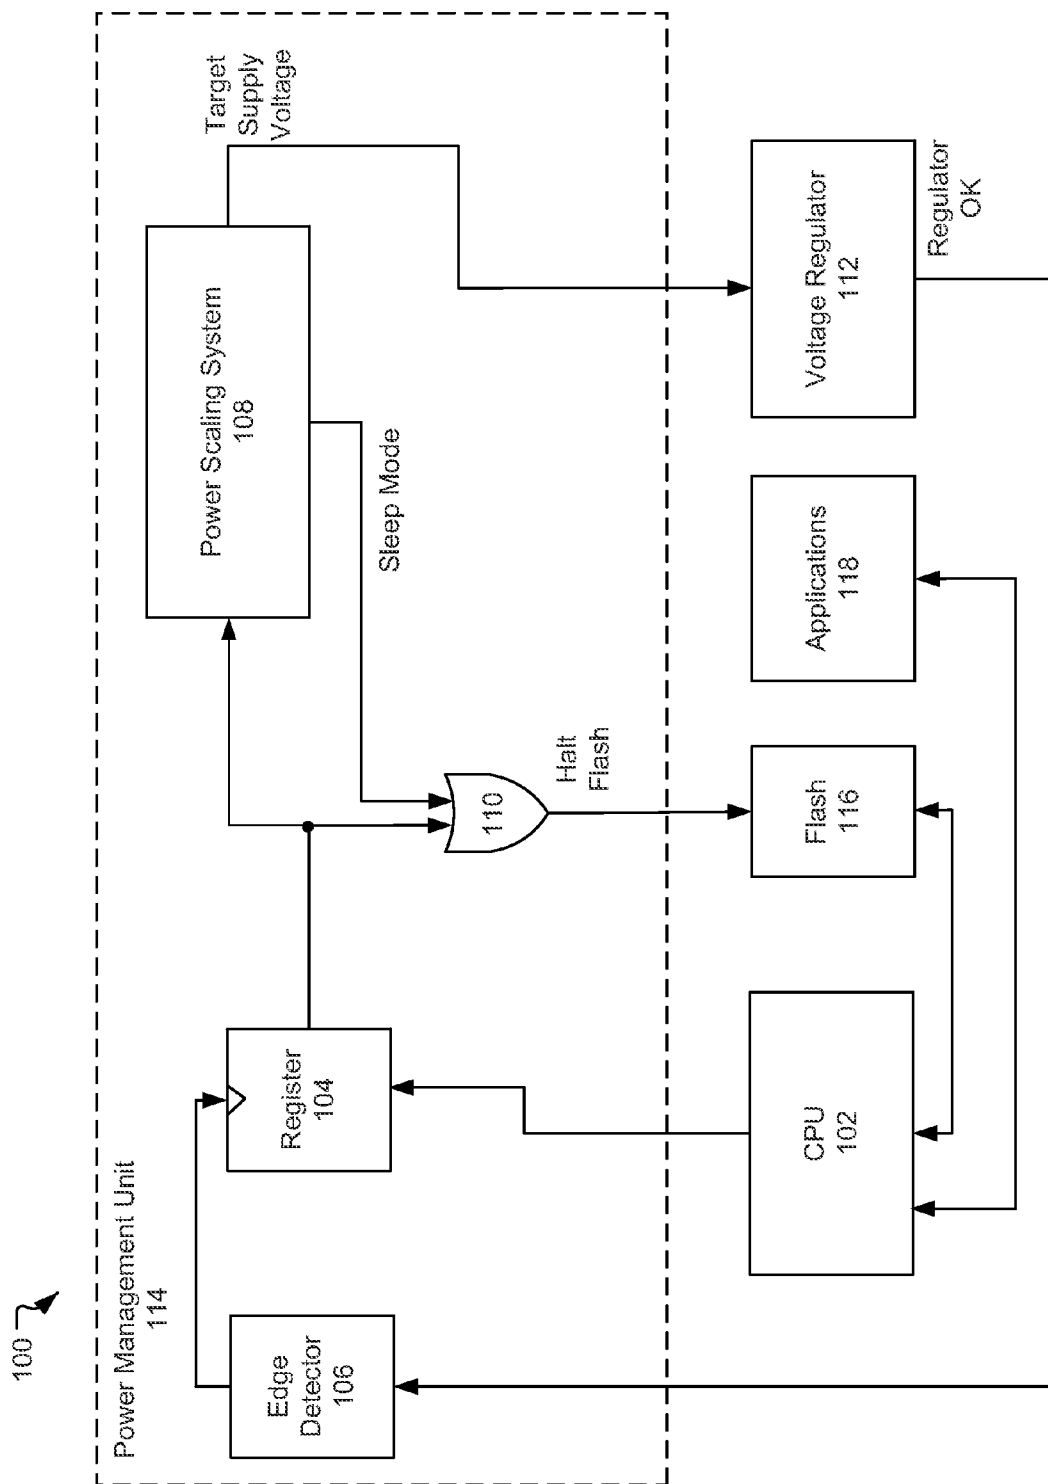 100
Power Management Unit
114
Edge
Detector
106
Register
104
Power Scaling System
108
Target
Supply
Voltage
Sleep Mode
110
Halt
Flash
CPU
102
Flash
116
Applications
118
Voltage Regulator
112
Regulator
OK